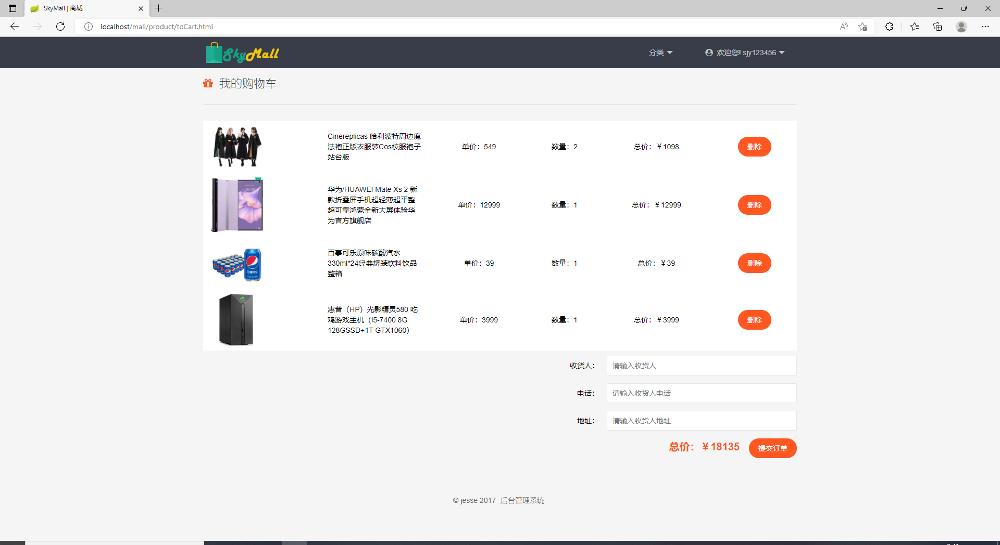 SkyMall | 商城
localhost/mall/product/toCart.html
SkyMall
分类
欢迎您! sjy123456
我的购物车
Cinereplicas 哈利波特周边魔
法袍正版衣服装Cos校服袍子
站台版
单价：549
数量：2
总价：￥1098
删除
华为/HUAWEI Mate Xs 2 新
款折叠屏手机超轻薄超平整
超可靠鸿蒙全新大屏体验华
为官方旗舰店
单价：12999
数量：1
总价：￥12999
删除
百事可乐原味碳酸汽水
330ml*24经典罐装饮料饮品
整箱
单价：39
数量：1
总价：￥39
删除
惠普（HP）光影精灵580 吃
鸡游戏主机（i5-7400 8G
128GSSD+1T GTX1060）
单价：3999
数量：1
总价：￥3999
删除
收货人：
请输入收货人
电话：
请输入收货人电话
地址：
请输入收货人地址
总价：￥18135
提交订单
© jesse 2017 后台管理系统